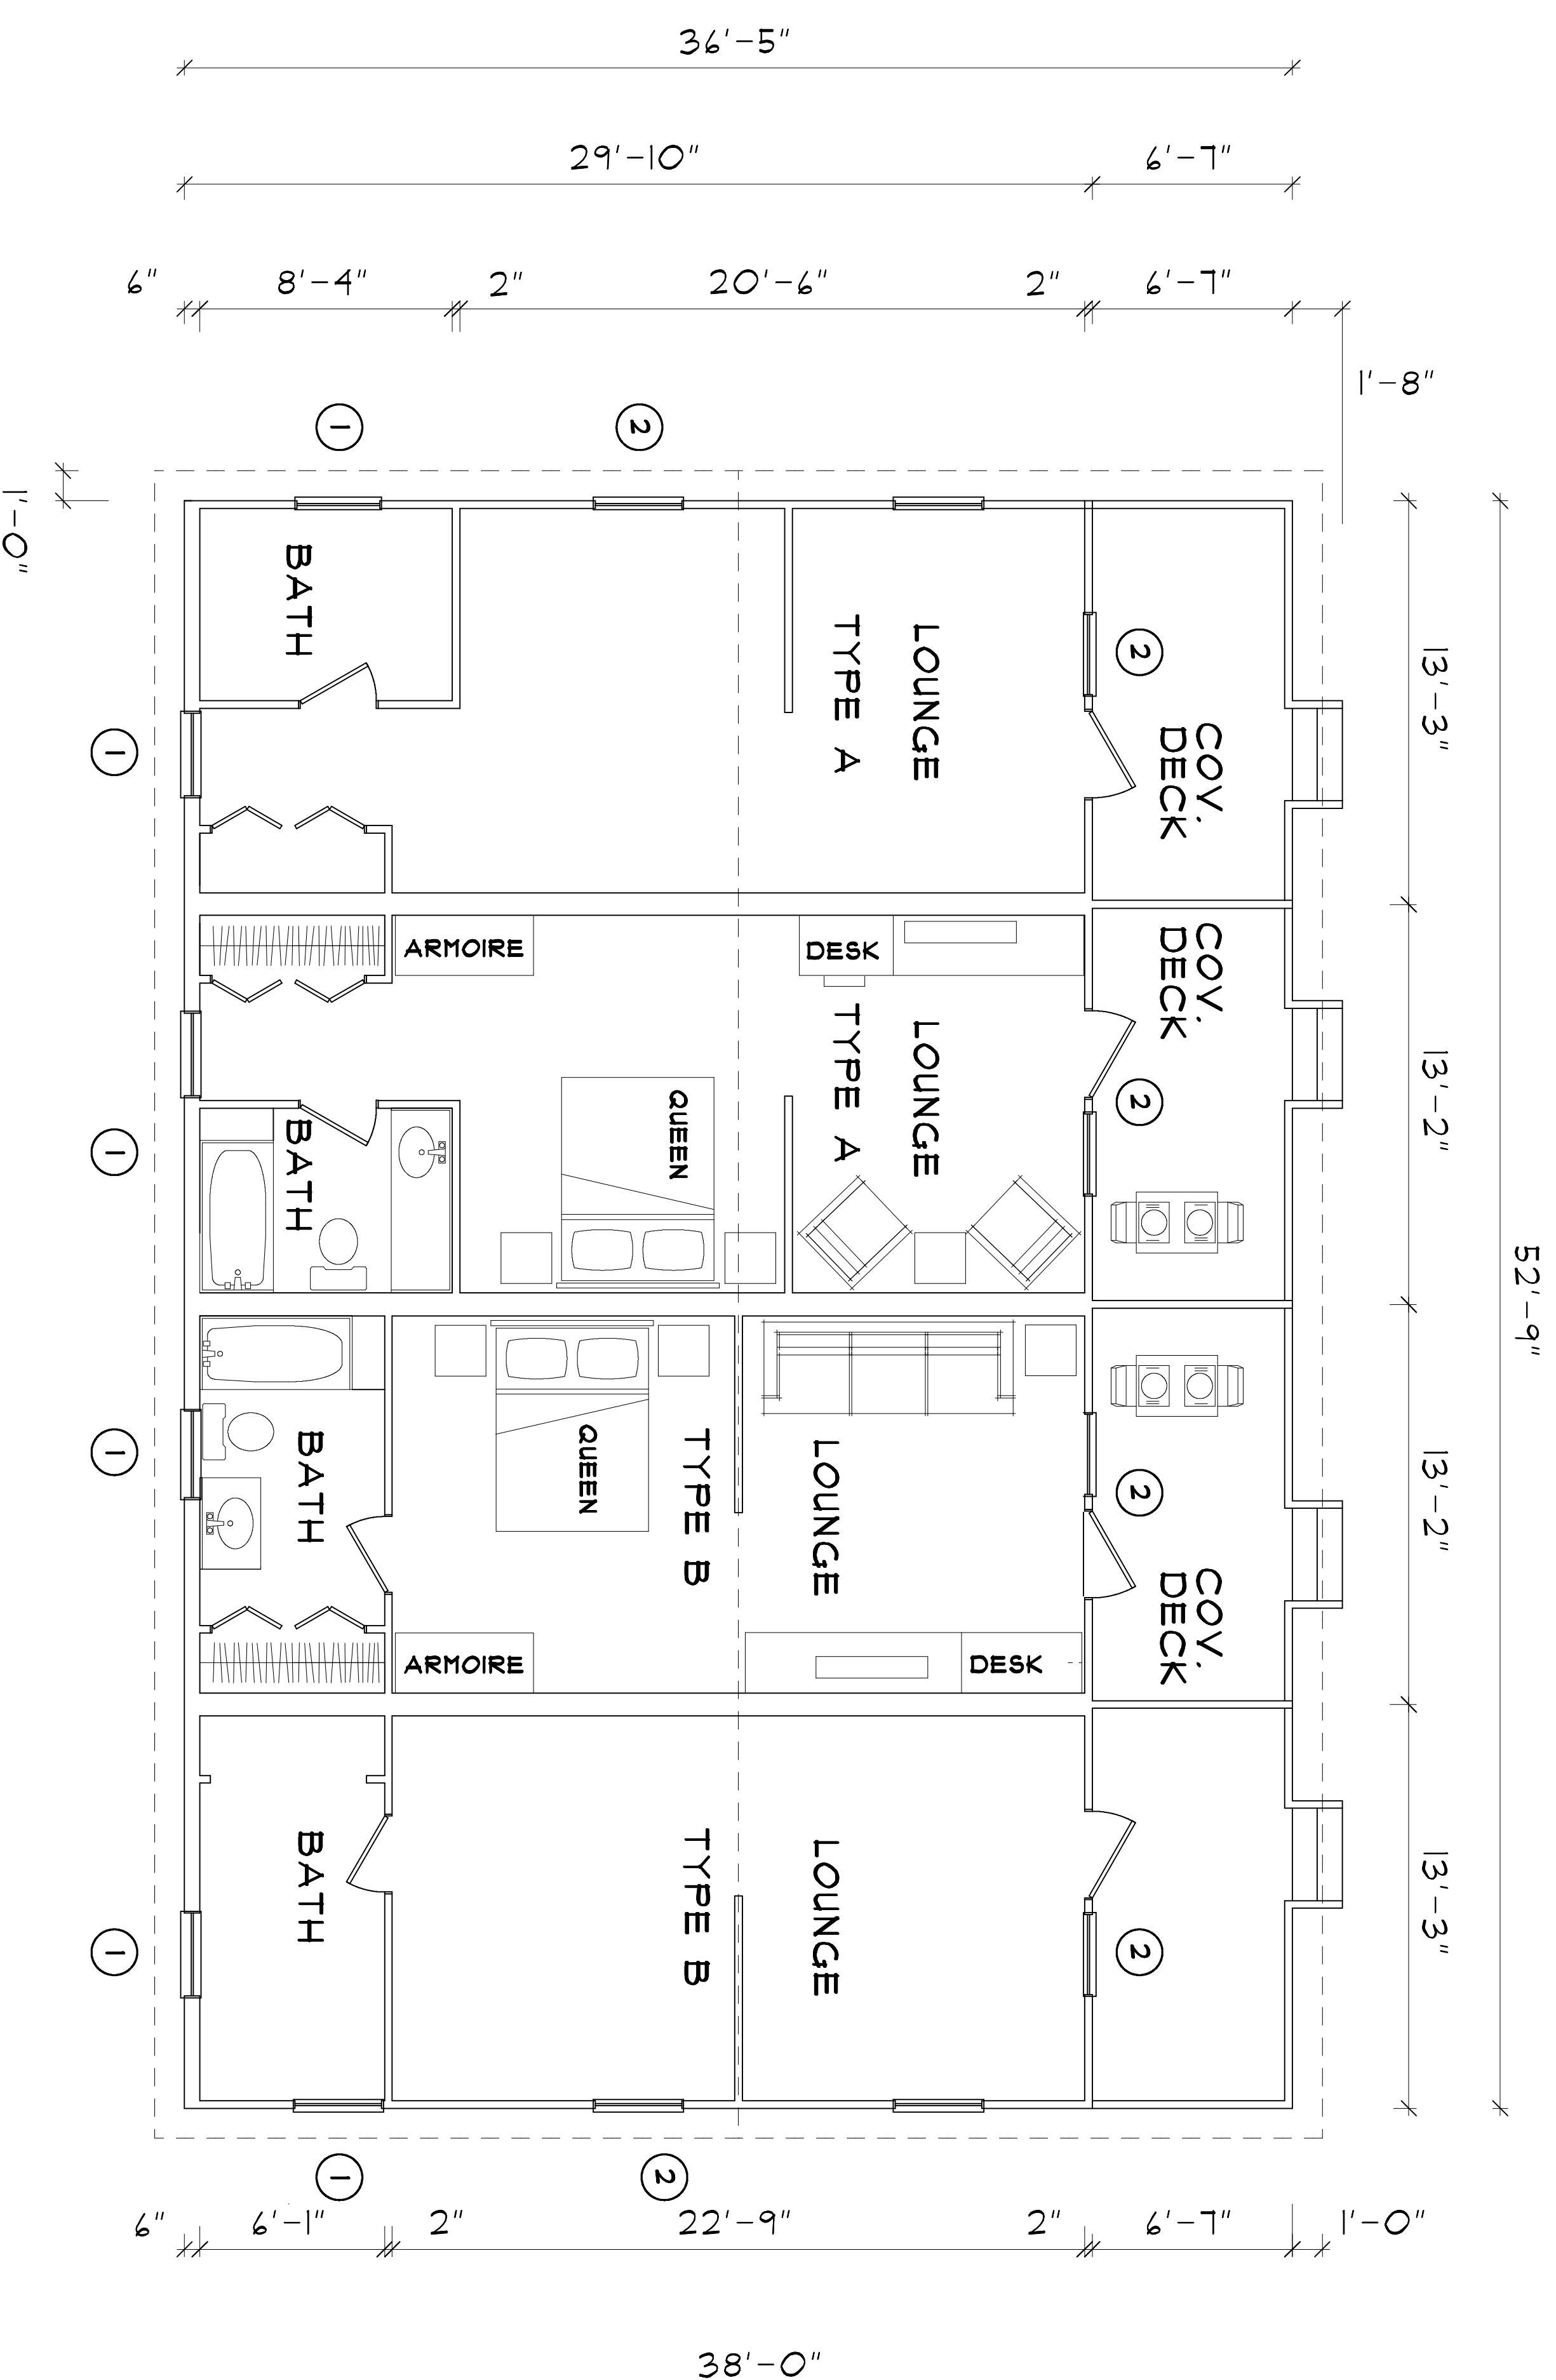 36'-5"
29'-10"
6'-7"
6"
8'-4"
2"
20'-6"
2"
6'-7"
1'-8"
1
2
1'-0"
BATH
TYPE A
LOUNGE
2
COV.
DECK
13'-3"
1
ARMOIRE
DESK
COV.
DECK
TYPE A
LOUNGE
2
13'-2"
QUEEN
BATH
1
52'-9"
1
BATH
QUEEN
TYPE B
LOUNGE
2
COV.
DECK
13'-2"
ARMOIRE
DESK
BATH
TYPE B
LOUNGE
2
13'-3"
1
1
2
6"
6'-1"
2"
22'-9"
2"
6'-7"
1'-0"
38'-0"